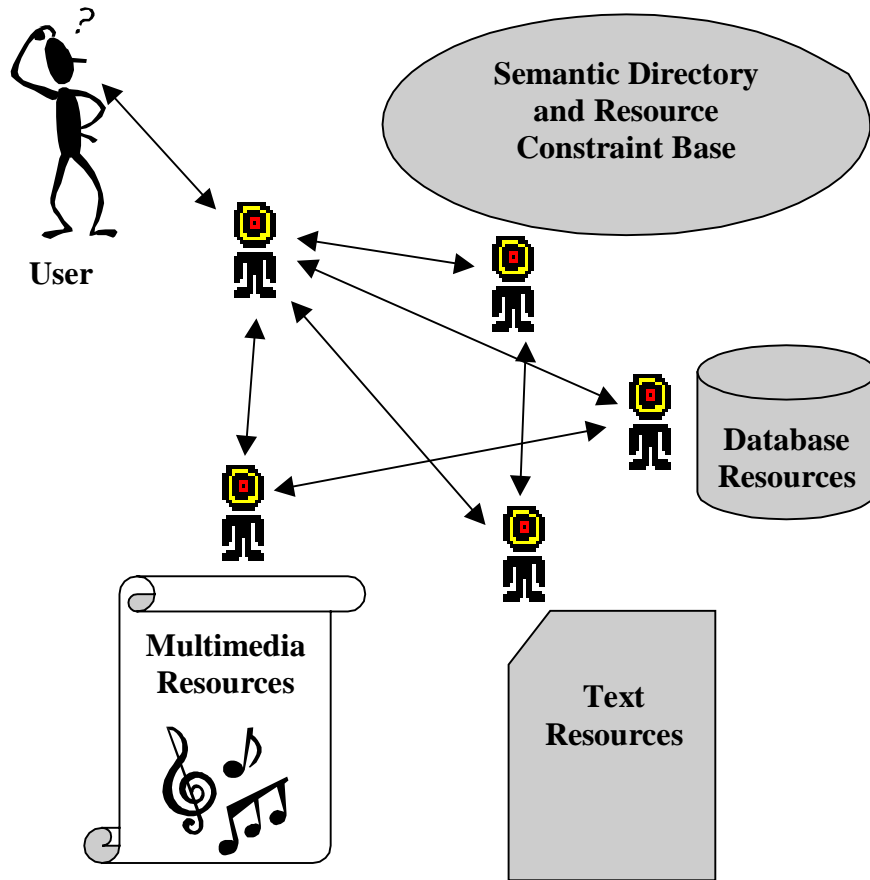 ?
Semantic Directory
and Resource
Constraint Base
User
Database
Resources
Multimedia
Resources
Text
Resources